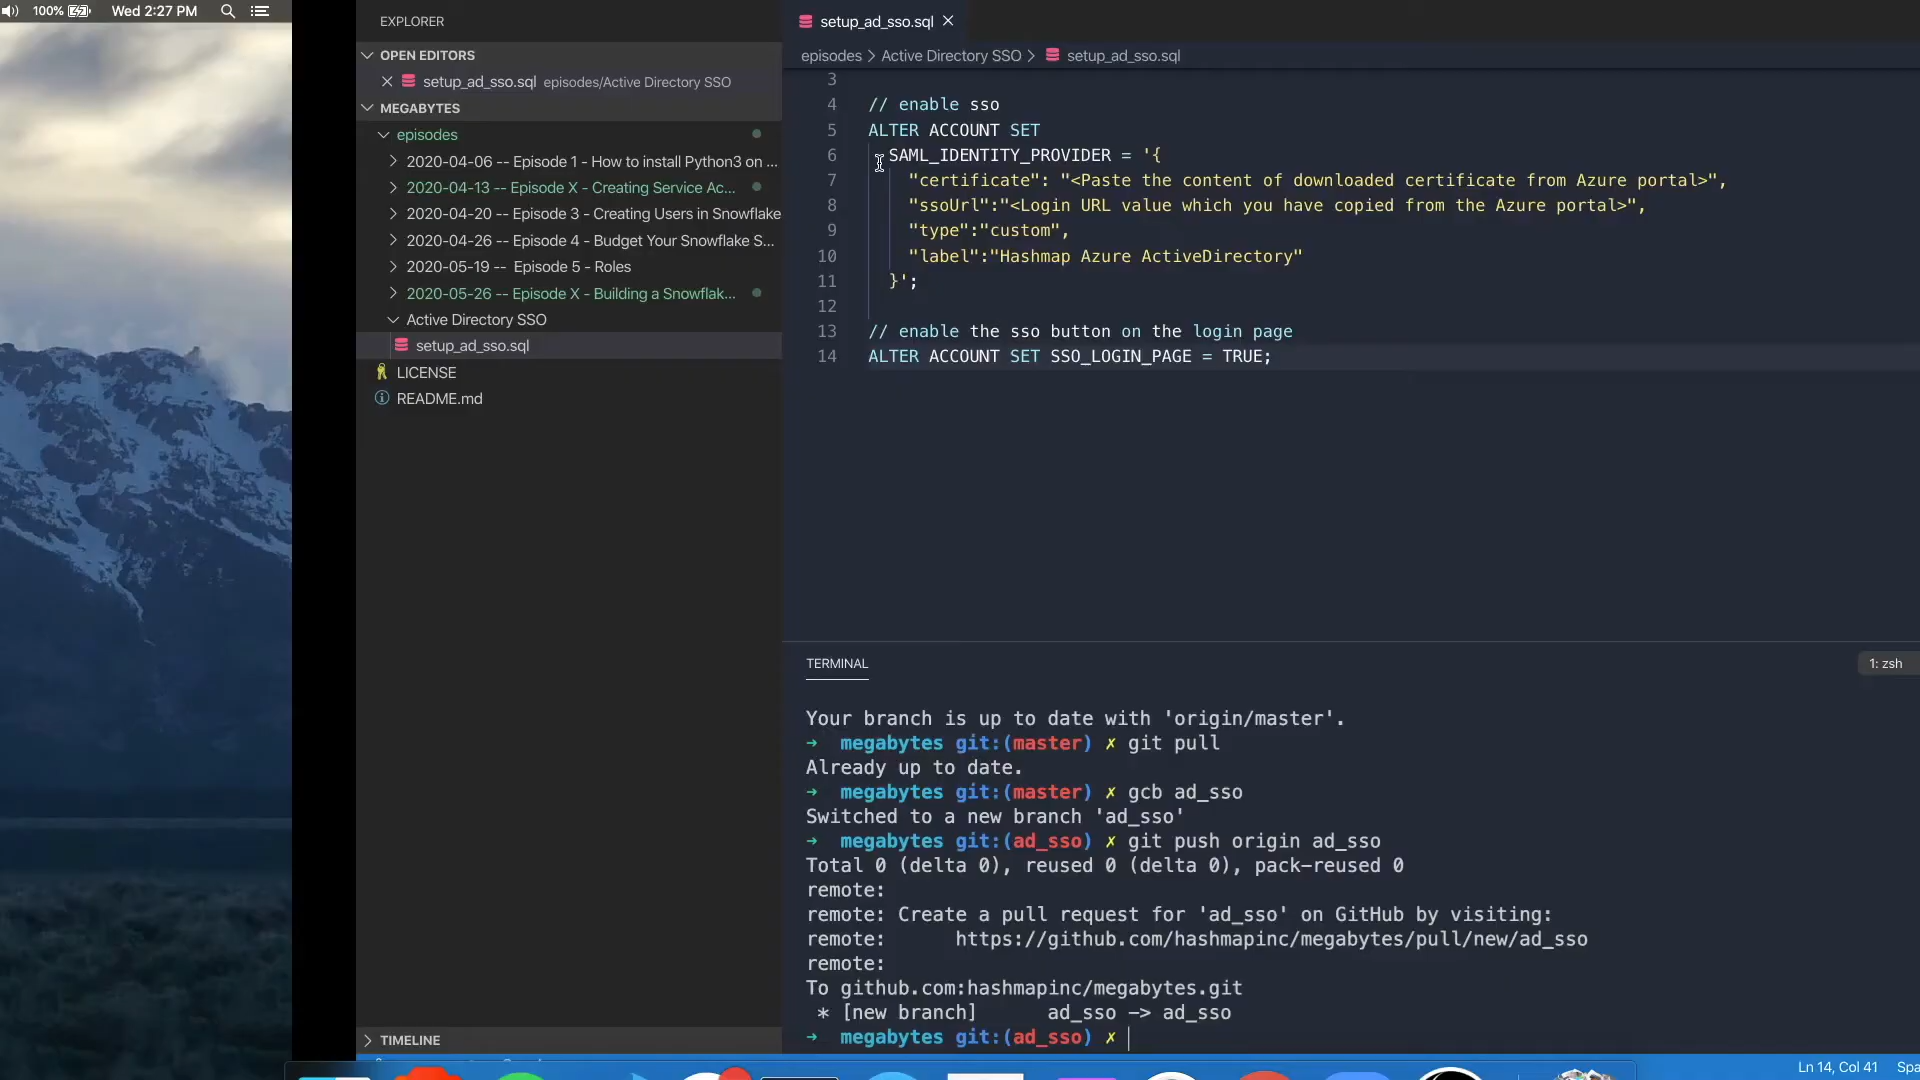 100% Wed 2:27 PM
EXPLORER
OPEN EDITORS
setup_ad_sso.sql episodes/Active Directory SSO
MEGABYTES
episodes
2020-04-06 -- Episode 1 - How to install Python3 on ...
2020-04-13 -- Episode X - Creating Service Ac...
2020-04-20 -- Episode 3 - Creating Users in Snowflake
2020-04-26 -- Episode 4 - Budget Your Snowflake S...
2020-05-19 -- Episode 5 - Roles
2020-05-26 -- Episode X - Building a Snowflak...
Active Directory SSO
setup_ad_sso.sql
LICENSE
README.md
TIMELINE
setup_ad_sso.sql
episodes > Active Directory SSO > setup_ad_sso.sql
3
4 // enable sso
5 ALTER ACCOUNT SET
6 SAML_IDENTITY_PROVIDER = '{
7 "certificate": "<Paste the content of downloaded certificate from Azure portal>",
8 "ssoUrl":"<Login URL value which you have copied from the Azure portal>",
9 "type":"custom",
10 "label":"Hashmap Azure ActiveDirectory"
11 }';
12
13 // enable the sso button on the login page
14 ALTER ACCOUNT SET SSO_LOGIN_PAGE = TRUE;
TERMINAL
1: zsh
Your branch is up to date with 'origin/master'.
➜ megabytes git:(master) ✗ git pull
Already up to date.
➜ megabytes git:(master) ✗ gcb ad_sso
Switched to a new branch 'ad_sso'
➜ megabytes git:(ad_sso) ✗ git push origin ad_sso
Total 0 (delta 0), reused 0 (delta 0), pack-reused 0
remote:
remote: Create a pull request for 'ad_sso' on GitHub by visiting:
remote: https://github.com/hashmapinc/megabytes/pull/new/ad_sso
remote:
To github.com:hashmapinc/megabytes.git
* [new branch] ad_sso -> ad_sso
➜ megabytes git:(ad_sso) ✗
Ln 14, Col 41